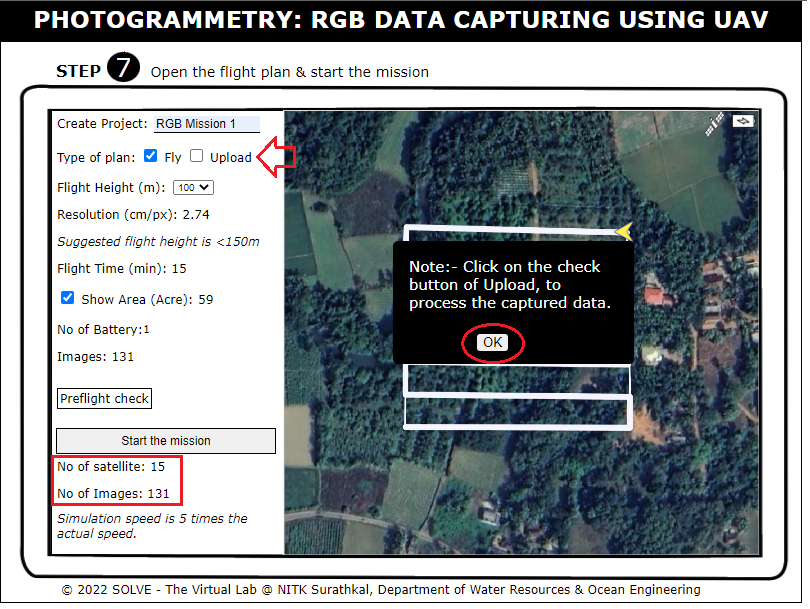 PHOTOGRAMMETRY: RGB DATA CAPTURING USING UAV
STEP 7 Open the flight plan & start the mission
Create Project: RGB Mission 1
Type of plan: Fly Upload
Flight Height (m): 100
Resolution (cm/px): 2.74
Suggested flight height is <150m
Flight Time (min): 15
Show Area (Acre): 59
No of Battery:1
Images: 131
Preflight check
Start the mission
No of satellite: 15
No of Images: 131
Simulation speed is 5 times the
actual speed.
Note:- Click on the check
button of Upload, to
process the captured data.
OK
© 2022 SOLVE - The Virtual Lab @ NITK Surathkal, Department of Water Resources & Ocean Engineering